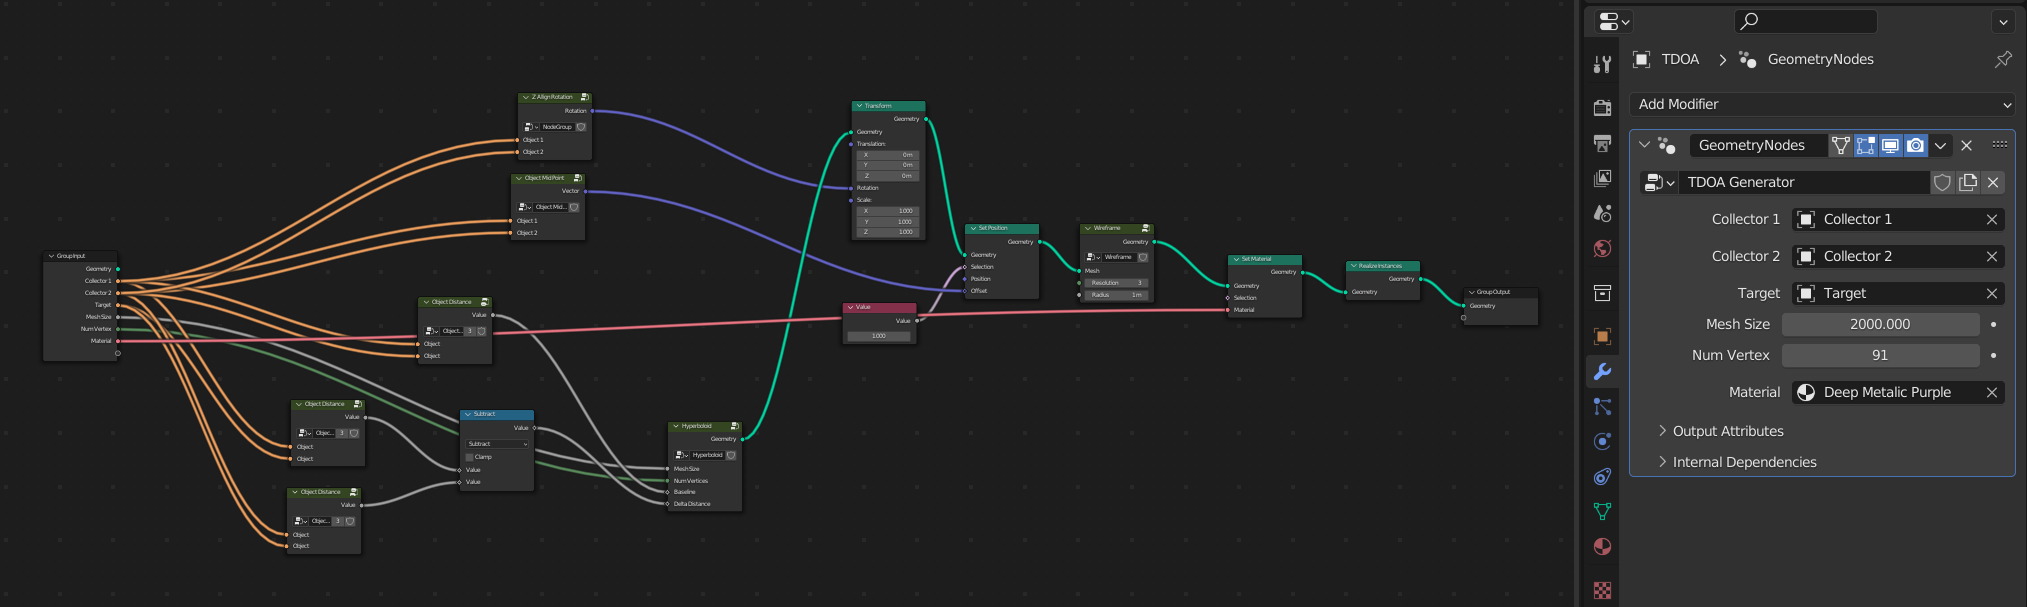 Group Input
Geometry
Collector 1
Collector 2
Target
Mesh Size
Num Vertex
Material
Z Allign Rotation
Rotation
NodeGroup
Object 1
Object 2
Object Mid Point
Vector
Object Mid...
Object 1
Object 2
Object Distance
Value
Object... 3
Object
Object
Object Distance
Value
Objec... 3
Object
Object
Object Distance
Value
Objec... 3
Object
Object
Subtract
Value
Subtract
Clamp
Value
Value
Hyperboloid
Geometry
Hyperboloid
Mesh Size
Num Vertices
Baseline
Delta Distance
Transform
Geometry
Geometry
Translation:
X 0 m
Y 0 m
Z 0 m
Rotation
Scale:
X 1.000
Y 1.000
Z 1.000
Value
Value
1.000
Set Position
Geometry
Geometry
Selection
Position
Offset
Wireframe
Geometry
Wireframe
Mesh
Resolution 3
Radius 1 m
Set Material
Geometry
Geometry
Selection
Material
Realize Instances
Geometry
Geometry
Group Output
Geometry
TDOA > GeometryNodes
Add Modifier
GeometryNodes
TDOA Generator
Collector 1 Collector 1
Collector 2 Collector 2
Target Target
Mesh Size 2000.000
Num Vertex 91
Material Deep Metalic Purple
Output Attributes
Internal Dependencies